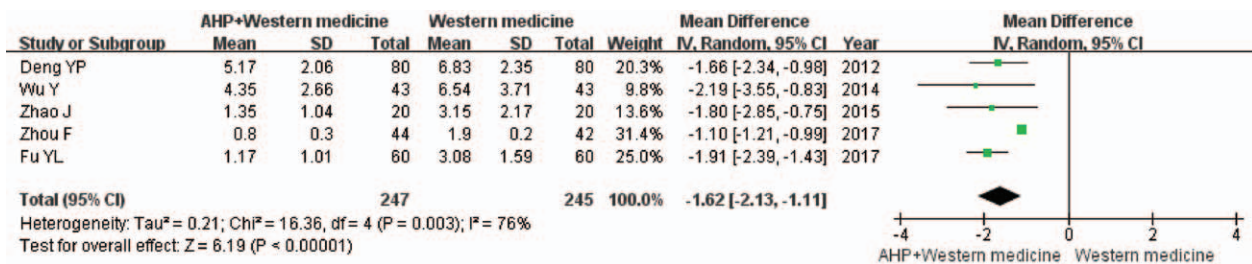 AHP+Western medicine Western medicine Mean Difference Mean Difference
Study or Subgroup Mean SD Total Mean SD Total Weight IV, Random, 95% CI Year IV, Random, 95% CI
Deng YP 5.17 2.06 80 6.83 2.35 80 20.3% -1.66 [-2.34, -0.98] 2012
Wu Y 4.35 2.66 43 6.54 3.71 43 9.8% -2.19 [-3.55, -0.83] 2014
Zhao J 1.35 1.04 20 3.15 2.17 20 13.6% -1.80 [-2.85, -0.75] 2015
Zhou F 0.8 0.3 44 1.9 0.2 42 31.4% -1.10 [-1.21, -0.99] 2017
Fu YL 1.17 1.01 60 3.08 1.59 60 25.0% -1.91 [-2.39, -1.43] 2017
Total (95% CI) 247 245 100.0% -1.62 [-2.13, -1.11]
Heterogeneity: Tau² = 0.21; Chi² = 16.36, df = 4 (P = 0.003); I² = 76%
Test for overall effect: Z = 6.19 (P < 0.00001)
-4 -2 0 2 4
AHP+Western medicine Western medicine